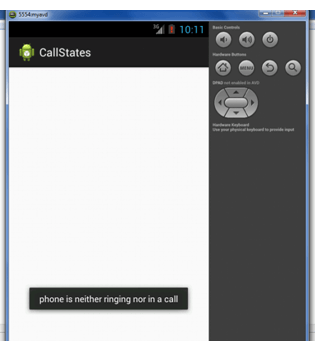 5554:myavd
3G 10:11
CallStates
phone is neither ringing nor in a call
Basic Controls
Hardware Buttons
MENU
DPAD not enabled in AVD
Hardware Keyboard
Use your physical keyboard to provide input